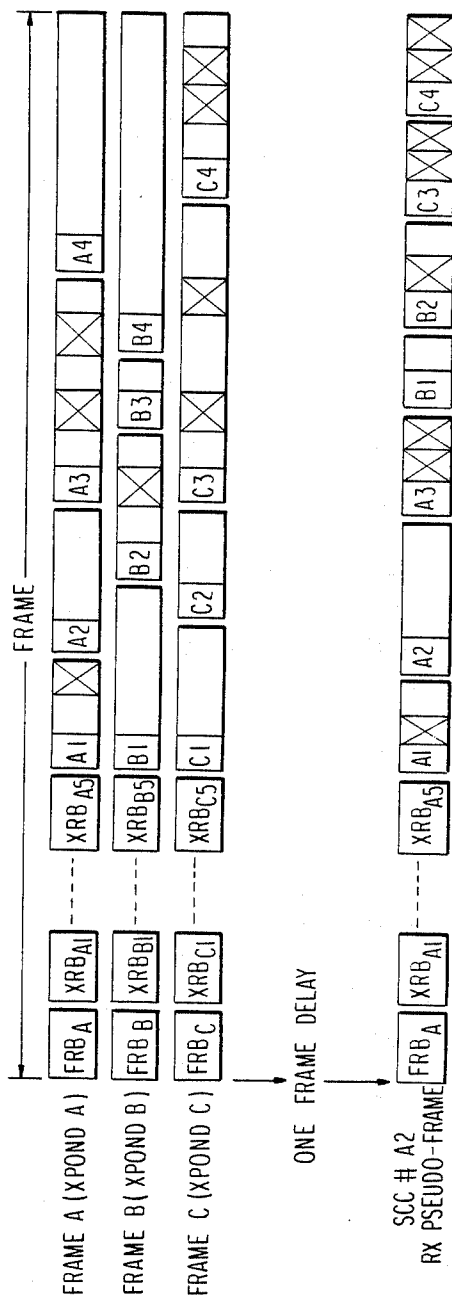 FRAME
FRAME A (XPOND A) FRB A XRB A1 XRB A5 A1 A2 A3 A4
FRAME B (XPOND B) FRB B XRB B1 XRB B5 B1 B2 B3 B4
FRAME C (XPOND C) FRB C XRB C1 XRB C5 C1 C2 C3 C4
ONE FRAME DELAY
SCC # A2
RX PSEUDO-FRAME
FRB A XRB A1 XRB A5 A1 A2 A3 B1 B2 C3 C4